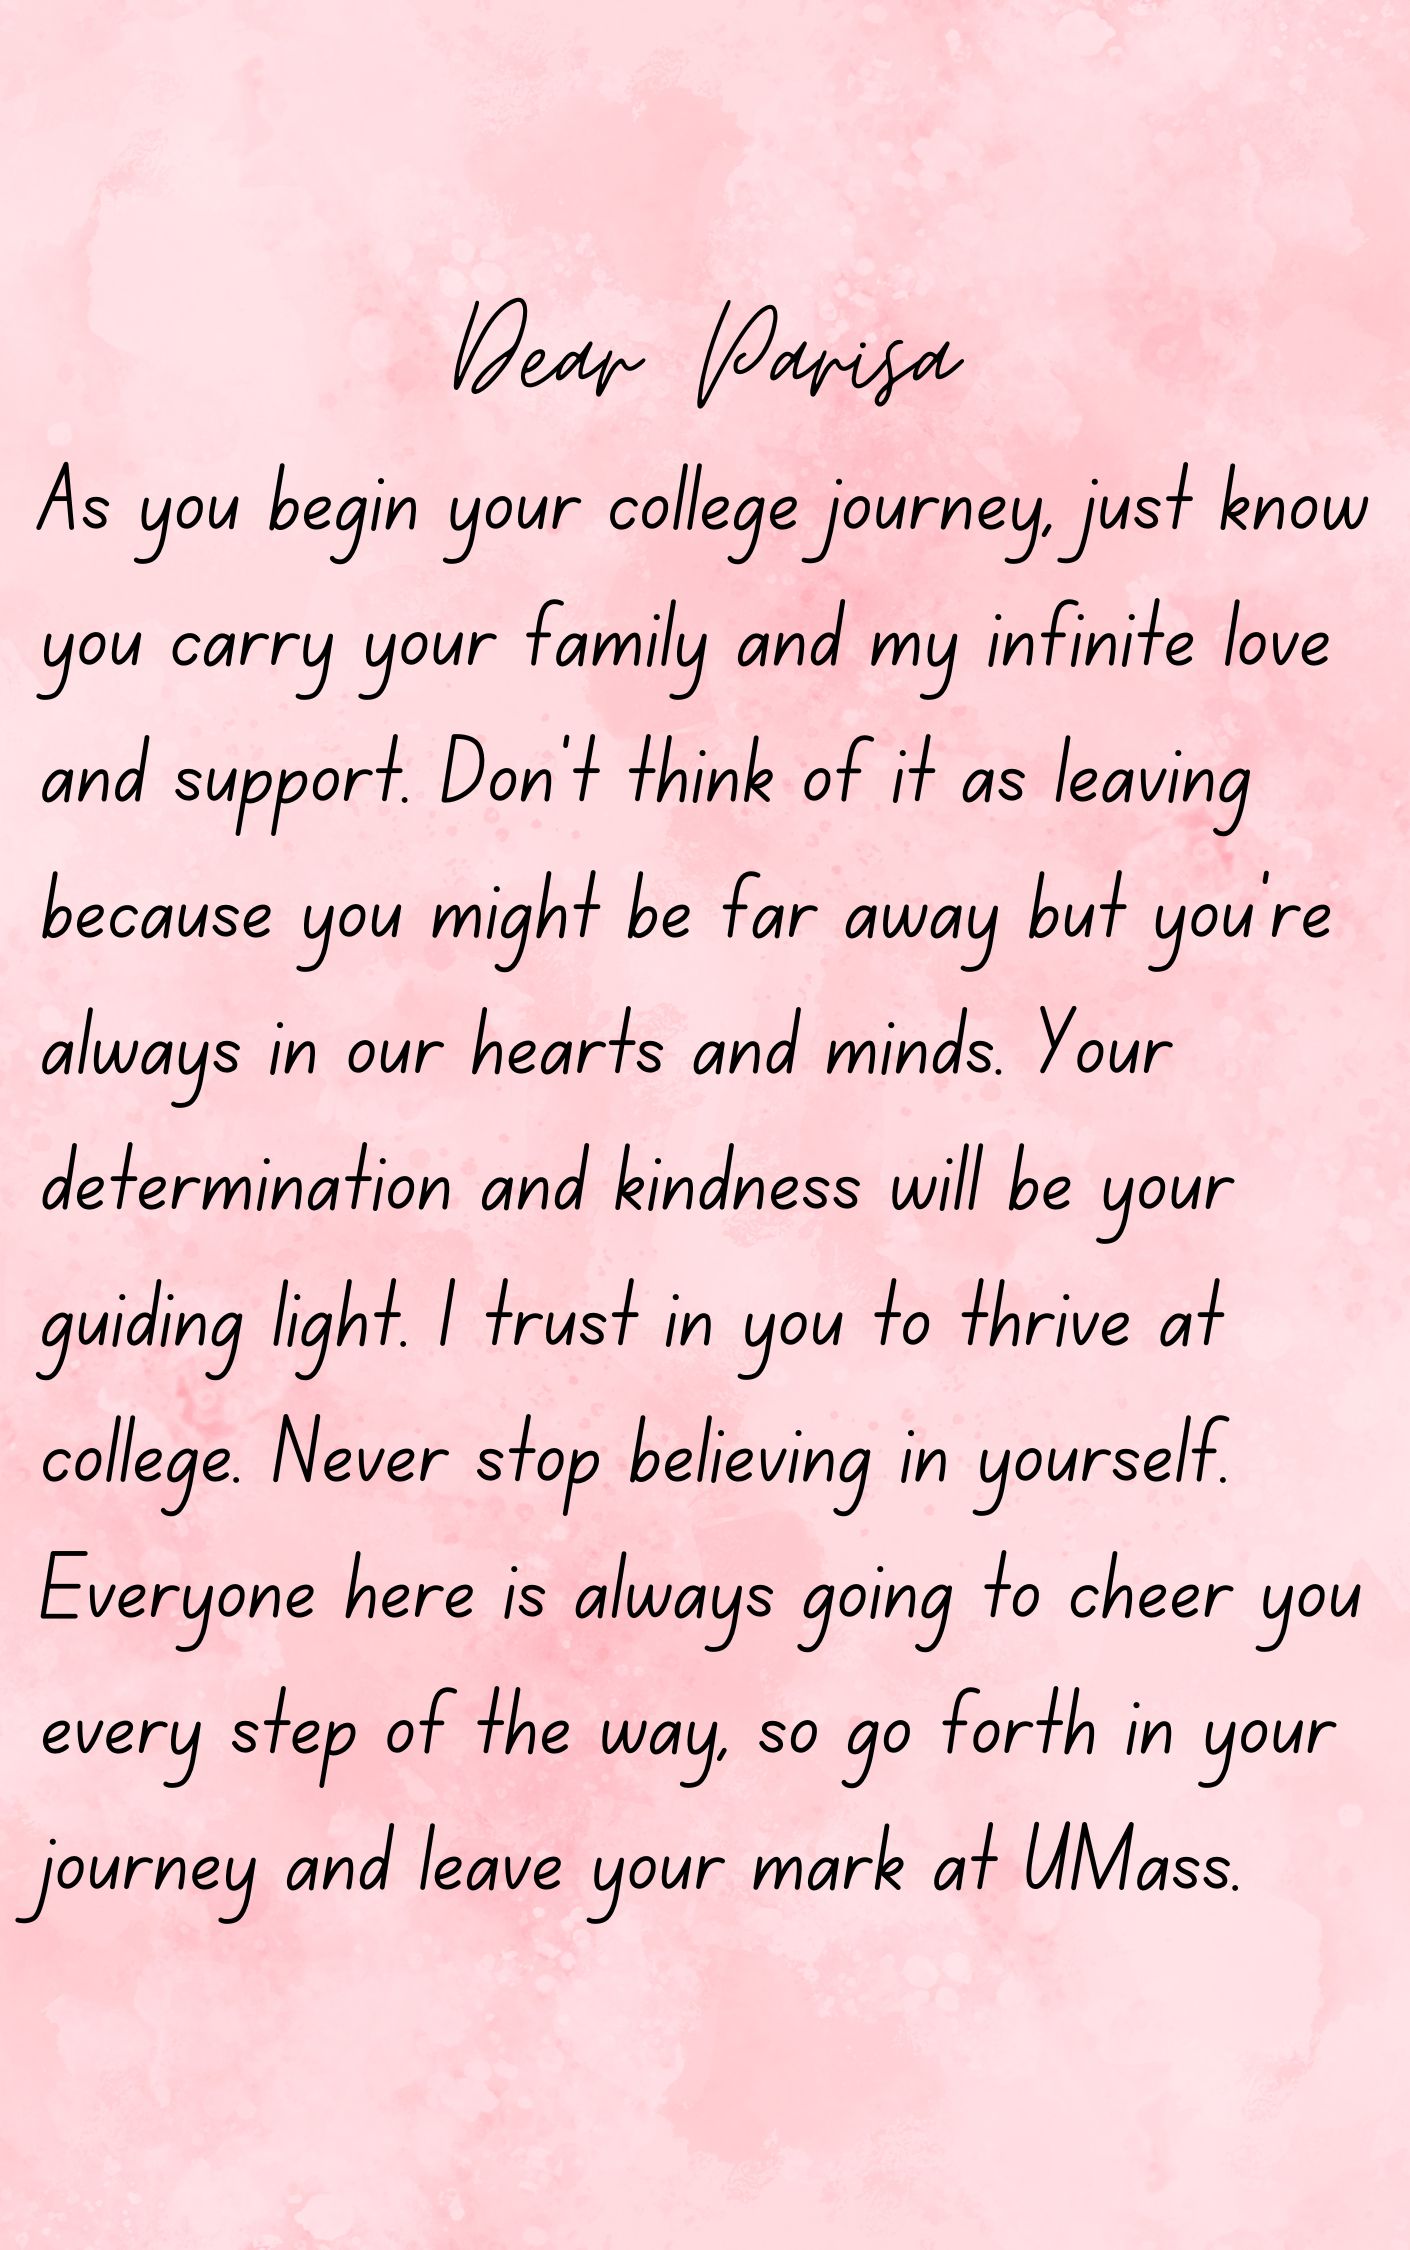 Dear Parisa
As you begin your college journey, just know
you carry your family and my infinite love
and support. Don't think of it as leaving
because you might be far away but you're
always in our hearts and minds. Your
determination and kindness will be your
guiding light. I trust in you to thrive at
college. Never stop believing in yourself.
Everyone here is always going to cheer you
every step of the way, so go forth in your
journey and leave your mark at UMass.